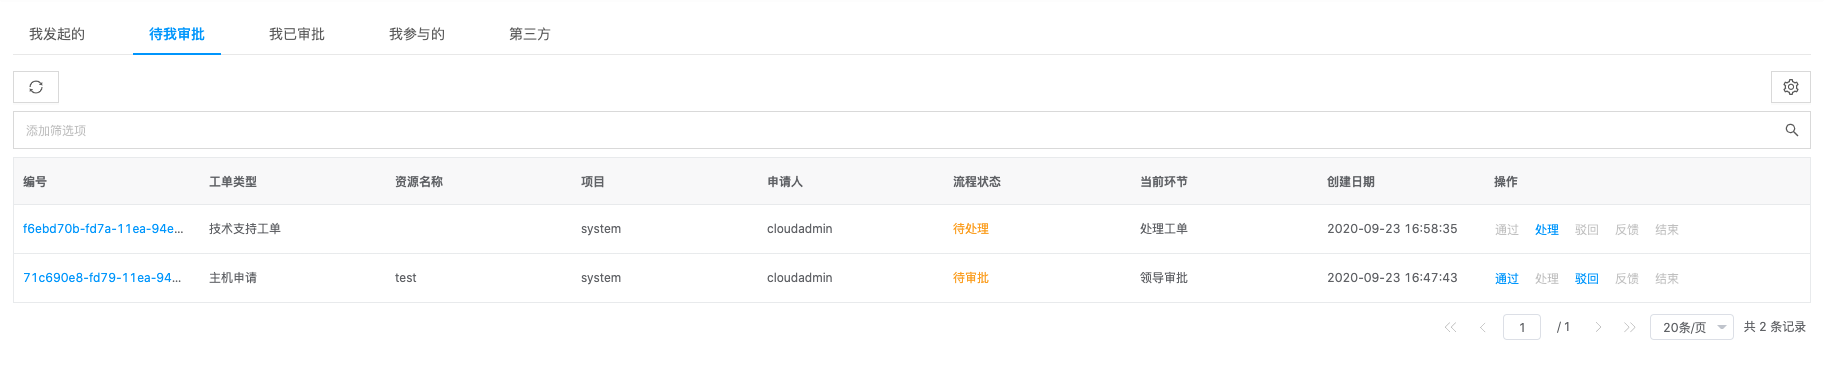 我发起的 待我审批 我已审批 我参与的 第三方
添加筛选项
编号 工单类型 资源名称 项目 申请人 流程状态 当前环节 创建日期 操作
f6ebd70b-fd7a-11ea-94e... 技术支持工单 system cloudadmin 待处理 处理工单 2020-09-23 16:58:35 通过 处理 驳回 反馈 结束
71c690e8-fd79-11ea-94... 主机申请 test system cloudadmin 待审批 领导审批 2020-09-23 16:47:43 通过 处理 驳回 反馈 结束
1 / 1 20条/页 共 2 条记录